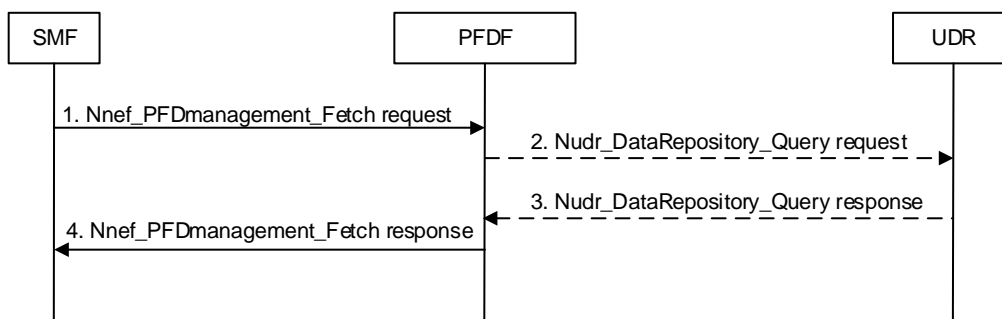 SMF
PFDF
UDR
1. Nnef_PFDmanagement_Fetch request
2. Nudr_DataRepository_Query request
3. Nudr_DataRepository_Query response
4. Nnef_PFDmanagement_Fetch response